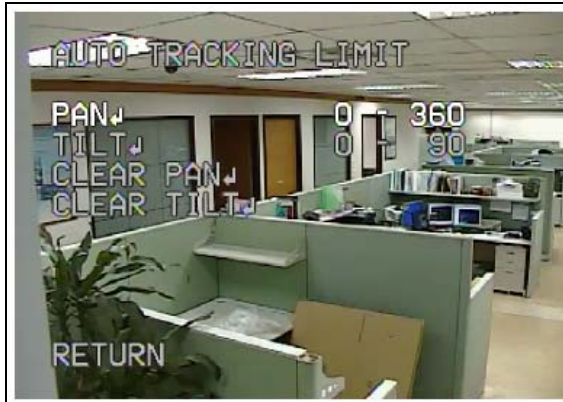 AUTO TRACKING LIMIT
PAN↲ 0 - 360
TILT↲ 0 - 90
CLEAR PAN↲
CLEAR TILT↲
RETURN